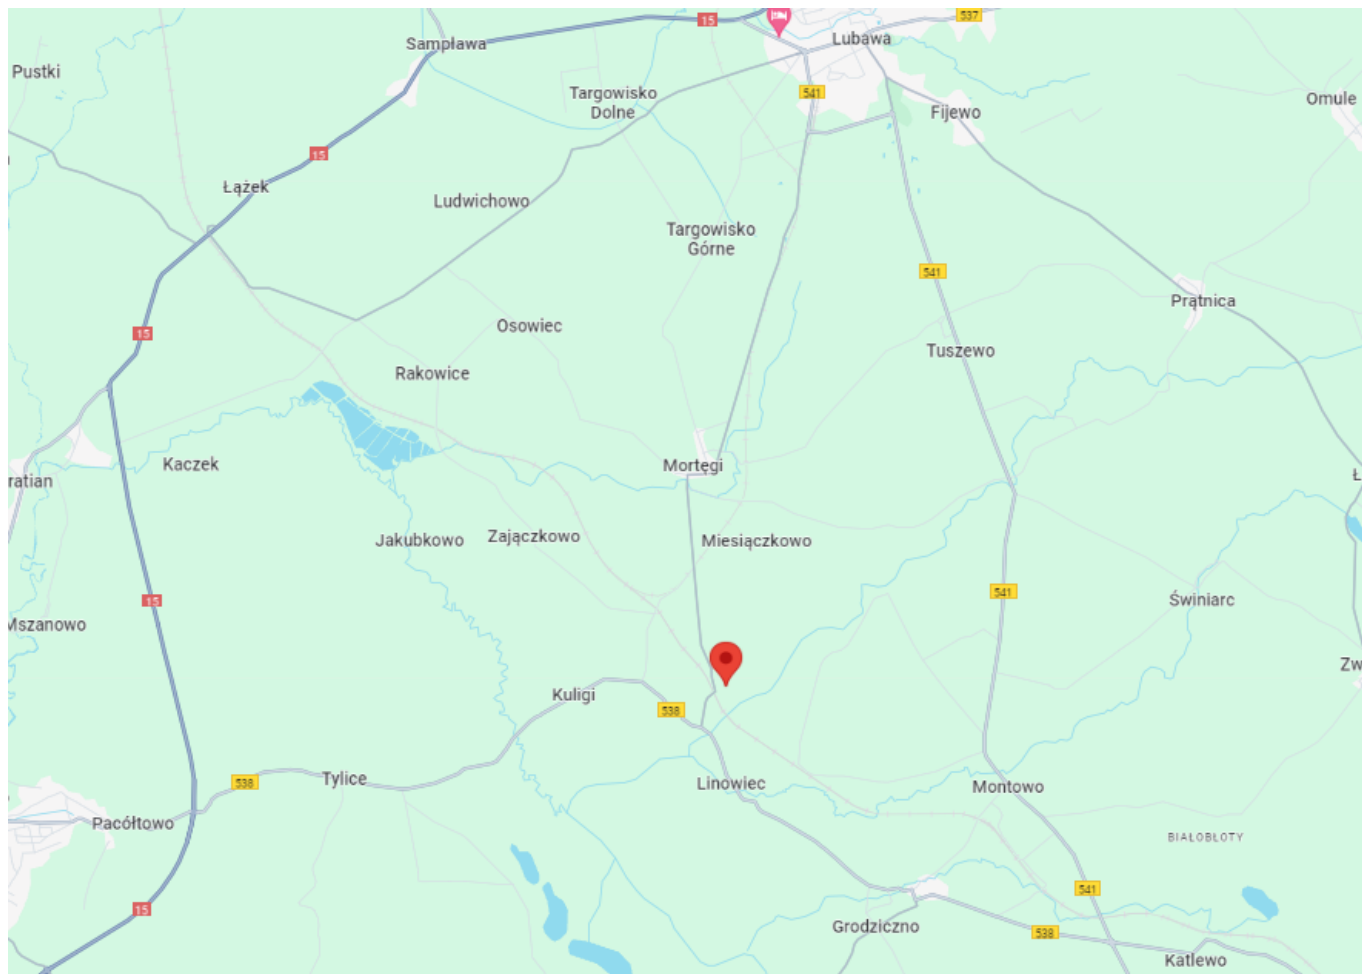 15
537
Sampława
Lubawa
Pustki
541
Targowisko
Dolne
Omule
Fijewo
15
Łążek
Ludwichowo
Targowisko
Górne
541
Prątnica
Osowiec
15
Tuszewo
Rakowice
Kaczek
Mortęgi
ratian
Ł
Jakubkowo
Zajączkowo
Miesiączkowo
541
15
Świniarc
Mszanowo
Zw
Kuligi
538
Tylice
538
Linowiec
Montowo
Pacółtowo
BIAŁOBŁOTY
541
15
Grodziczno
538
Katlewo